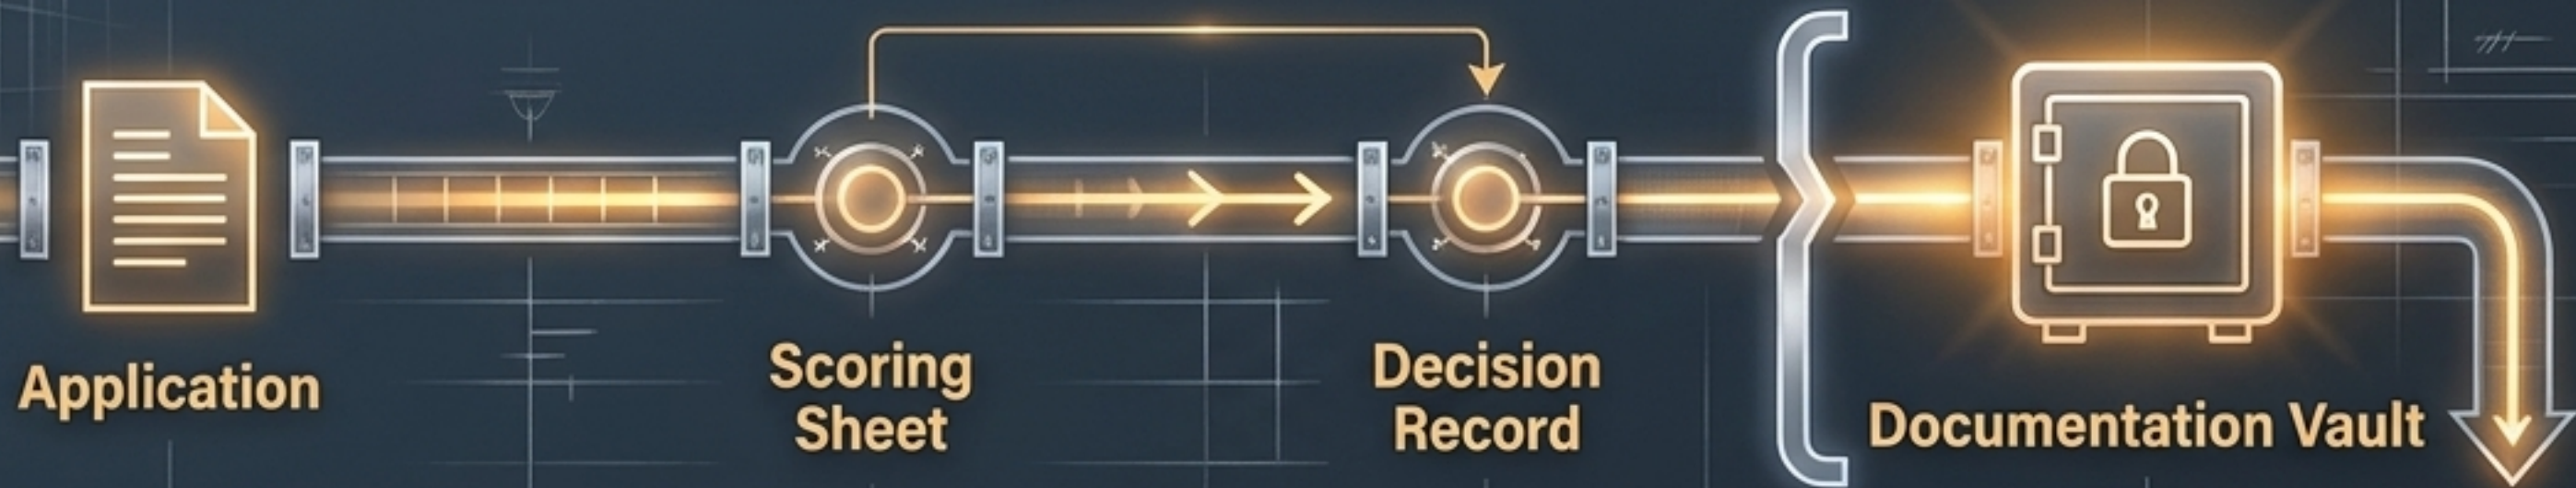 Application
Scoring
Sheet
Decision
Record
Documentation Vault